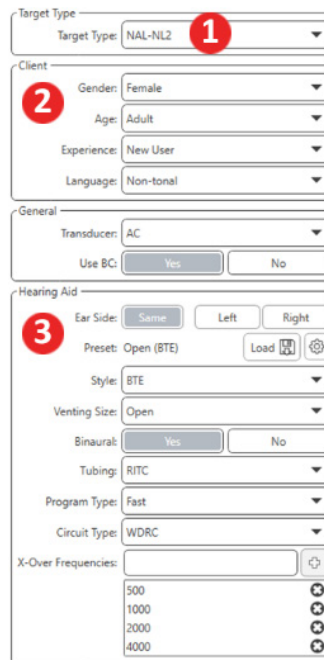 Target Type
Target Type: NAL-NL2 1
Client
2
Gender: Female
Age: Adult
Experience: New User
Language: Non-tonal
General
Transducer: AC
Use BC: Yes No
Hearing Aid
3
Ear Side: Same Left Right
Preset: Open (BTE) Load
Style: BTE
Venting Size: Open
Binaural: Yes No
Tubing: RITC
Program Type: Fast
Circuit Type: WDRC
X-Over Frequencies:
500
1000
2000
4000